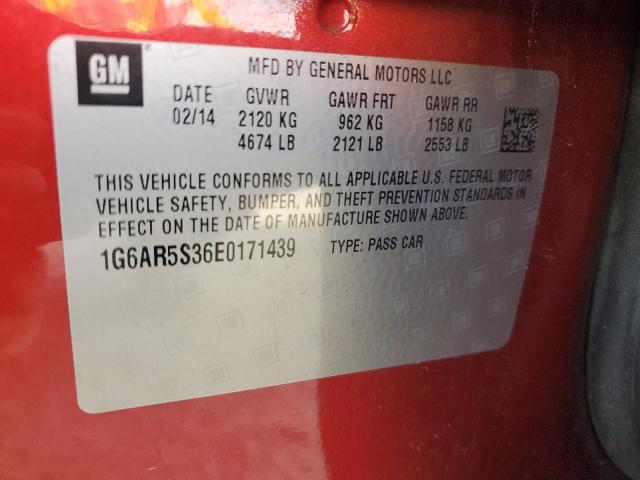 GM
MFD BY GENERAL MOTORS LLC
DATE GVWR GAWR FRT GAWR RR
02/14 2120 KG 962 KG 1158 KG
4674 LB 2121 LB 2553 LB
THIS VEHICLE CONFORMS TO ALL APPLICABLE U.S. FEDERAL MOTOR
VEHICLE SAFETY, BUMPER, AND THEFT PREVENTION STANDARDS IN
EFFECT ON THE DATE OF MANUFACTURE SHOWN ABOVE.
1G6AR5S36E0171439 TYPE: PASS CAR